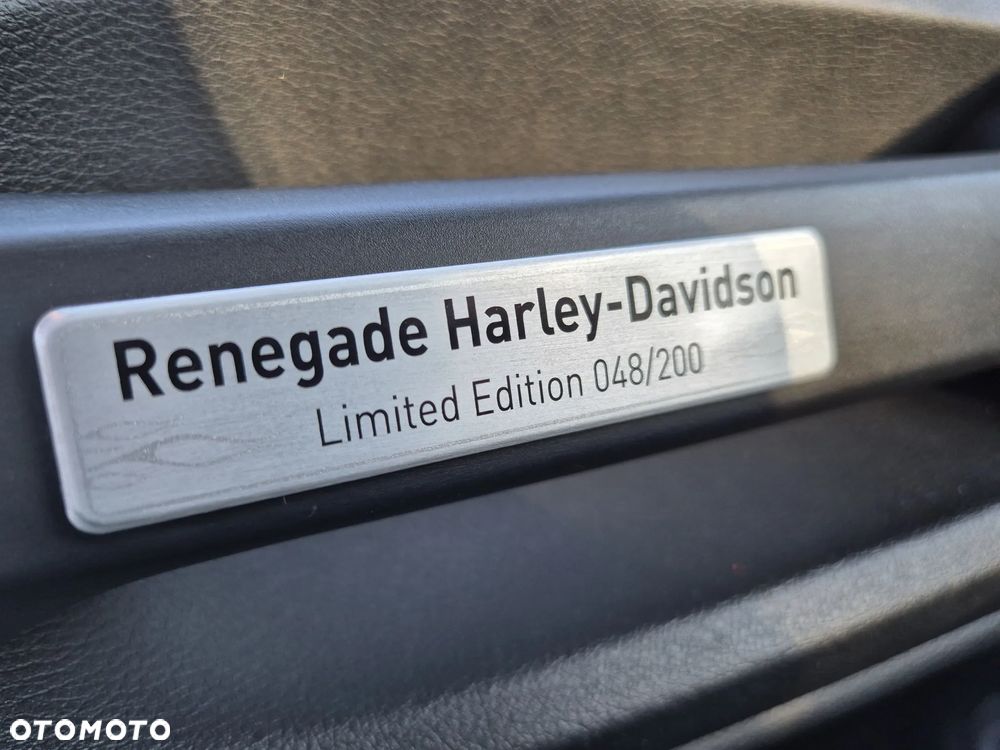 Renegade Harley-Davidson
Limited Edition 048/200
OTOMOTO